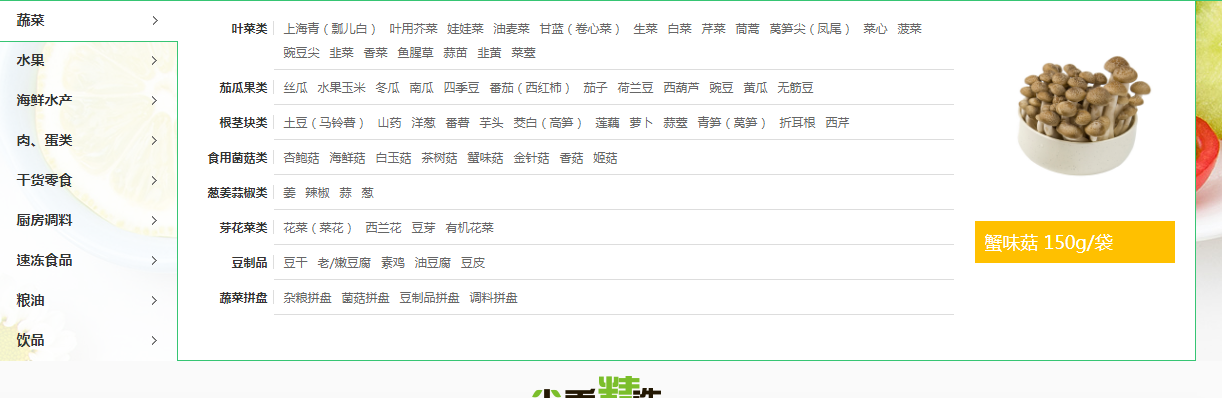 蔬菜
水果
海鲜水产
肉、蛋类
干货零食
厨房调料
速冻食品
粮油
饮品
叶菜类 上海青（瓢儿白） 叶用芥菜 娃娃菜 油麦菜 甘蓝（卷心菜） 生菜 白菜 芹菜 茼蒿 莴笋尖（凤尾） 菜心 菠菜
豌豆尖 韭菜 香菜 鱼腥草 蒜苗 韭黄 菜薹
茄瓜果类 丝瓜 水果玉米 冬瓜 南瓜 四季豆 番茄（西红柿） 茄子 荷兰豆 西葫芦 豌豆 黄瓜 无筋豆
根茎块类 土豆（马铃薯） 山药 洋葱 番薯 芋头 茭白（高笋） 莲藕 萝卜 蒜薹 青笋（莴笋） 折耳根 西芹
食用菌菇类 杏鲍菇 海鲜菇 白玉菇 茶树菇 蟹味菇 金针菇 香菇 姬菇
葱姜蒜椒类 姜 辣椒 蒜 葱
芽花菜类 花菜（菜花） 西兰花 豆芽 有机花菜
豆制品 豆干 老/嫩豆腐 素鸡 油豆腐 豆皮
蔬菜拼盘 杂粮拼盘 菌菇拼盘 豆制品拼盘 调料拼盘
蟹味菇 150g/袋